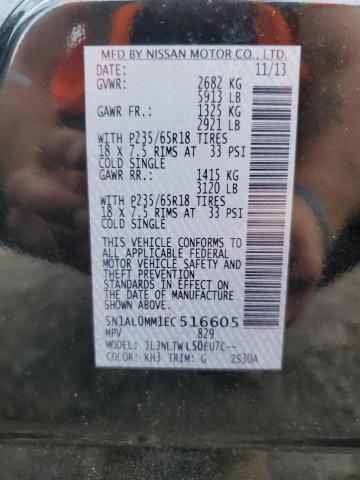 MFD BY NISSAN MOTOR CO., LTD.
DATE: 11/13
GVWR: 2682 KG
5913 LB
GAWR FR.: 1325 KG
2921 LB
WITH P235/65R18 TIRES
18 X 7.5 RIMS AT 33 PSI
COLD SINGLE
GAWR RR.: 1415 KG
3120 LB
WITH P235/65R18 TIRES
18 X 7.5 RIMS AT 33 PSI
COLD SINGLE
THIS VEHICLE CONFORMS TO
ALL APPLICABLE FEDERAL
MOTOR VEHICLE SAFETY
AND THEFT PREVENTION
STANDARDS IN EFFECT ON
THE DATE OF MANUFACTURE
SHOWN ABOVE.
5N1AL0MM1EC516605
MPV 829
MODEL: JLJNLTWL50EU7C--
COLOR: KH3 TRIM: G 2S30A